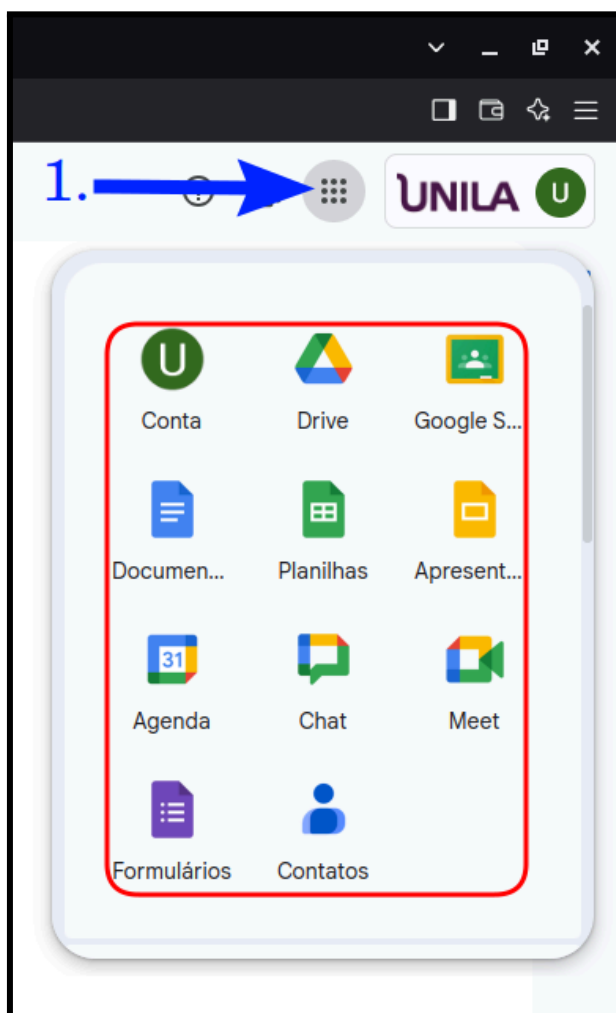 1.
UNILA U
U
Conta Drive Google S...
Documen... Planilhas Apresent...
31
Agenda Chat Meet
Formulários Contatos